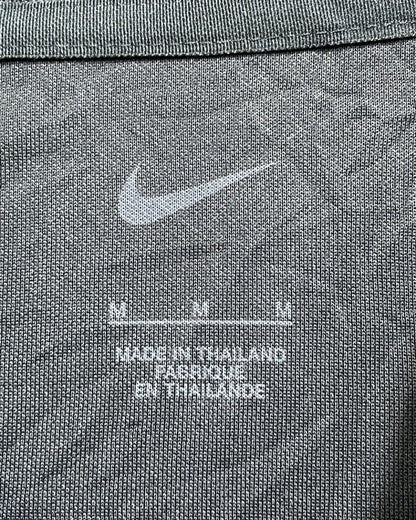 M M M
MADE IN THAILAND
FABRIQUE
EN THAILANDE